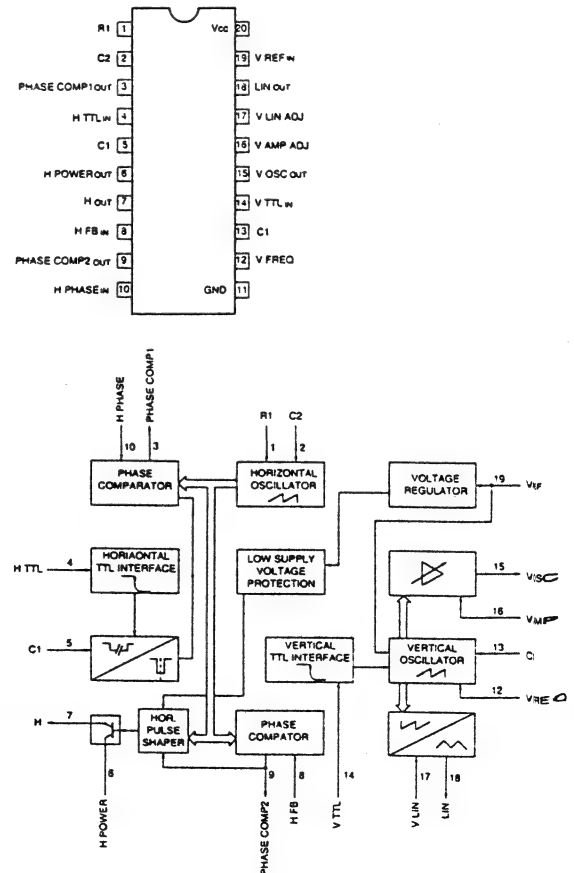 R1 1 Vcc 20
C2 2 19 V REF IN
PHASE COMP1 OUT 3 18 LIN OUT
H TTL IN 4 17 V LIN ADJ
C1 5 16 V AMP ADJ
H POWER OUT 6 15 V OSC OUT
H OUT 7 14 V TTL IN
H FB IN 8 13 C1
PHASE COMP2 OUT 9 12 V FREQ
H PHASE IN 10 GND 11
H PHASE
PHASE COMP1
R1 C2
10 3 1 2
PHASE
COMPARATOR
HORIZONTAL
OSCILLATOR
VOLTAGE
REGULATOR
19
H TTL 4
HORIAONTAL
TTL INTERFACE
LOW SUPPLY
VOLTAGE
PROTECTION
15
16
C1 5
VERTICAL
TTL INTERFACE
VERTICAL
OSCILLATOR
13
12
H 7
HOR.
PULSE
SHAPER
PHASE
COMPATOR
6 9 8 14 17 18
H POWER
PHASE COMP2
H FB
V TTL
V LIN
LIN